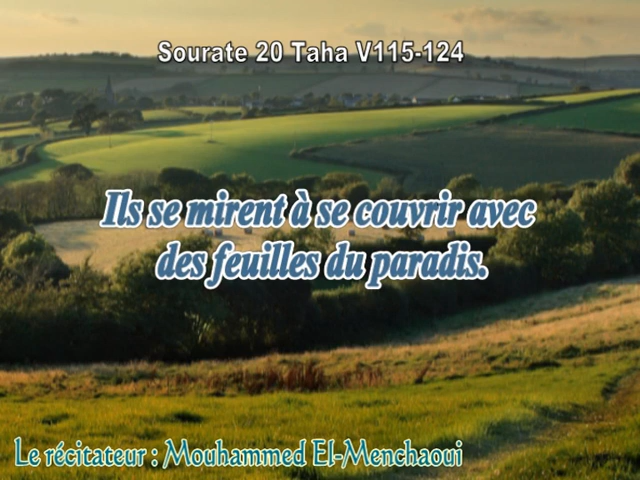 Sourate 20 Taha V115-124
Ils se mirent à se couvrir avec
des feuilles du paradis.
Le récitateur : Mouhammed El-Menchaoui